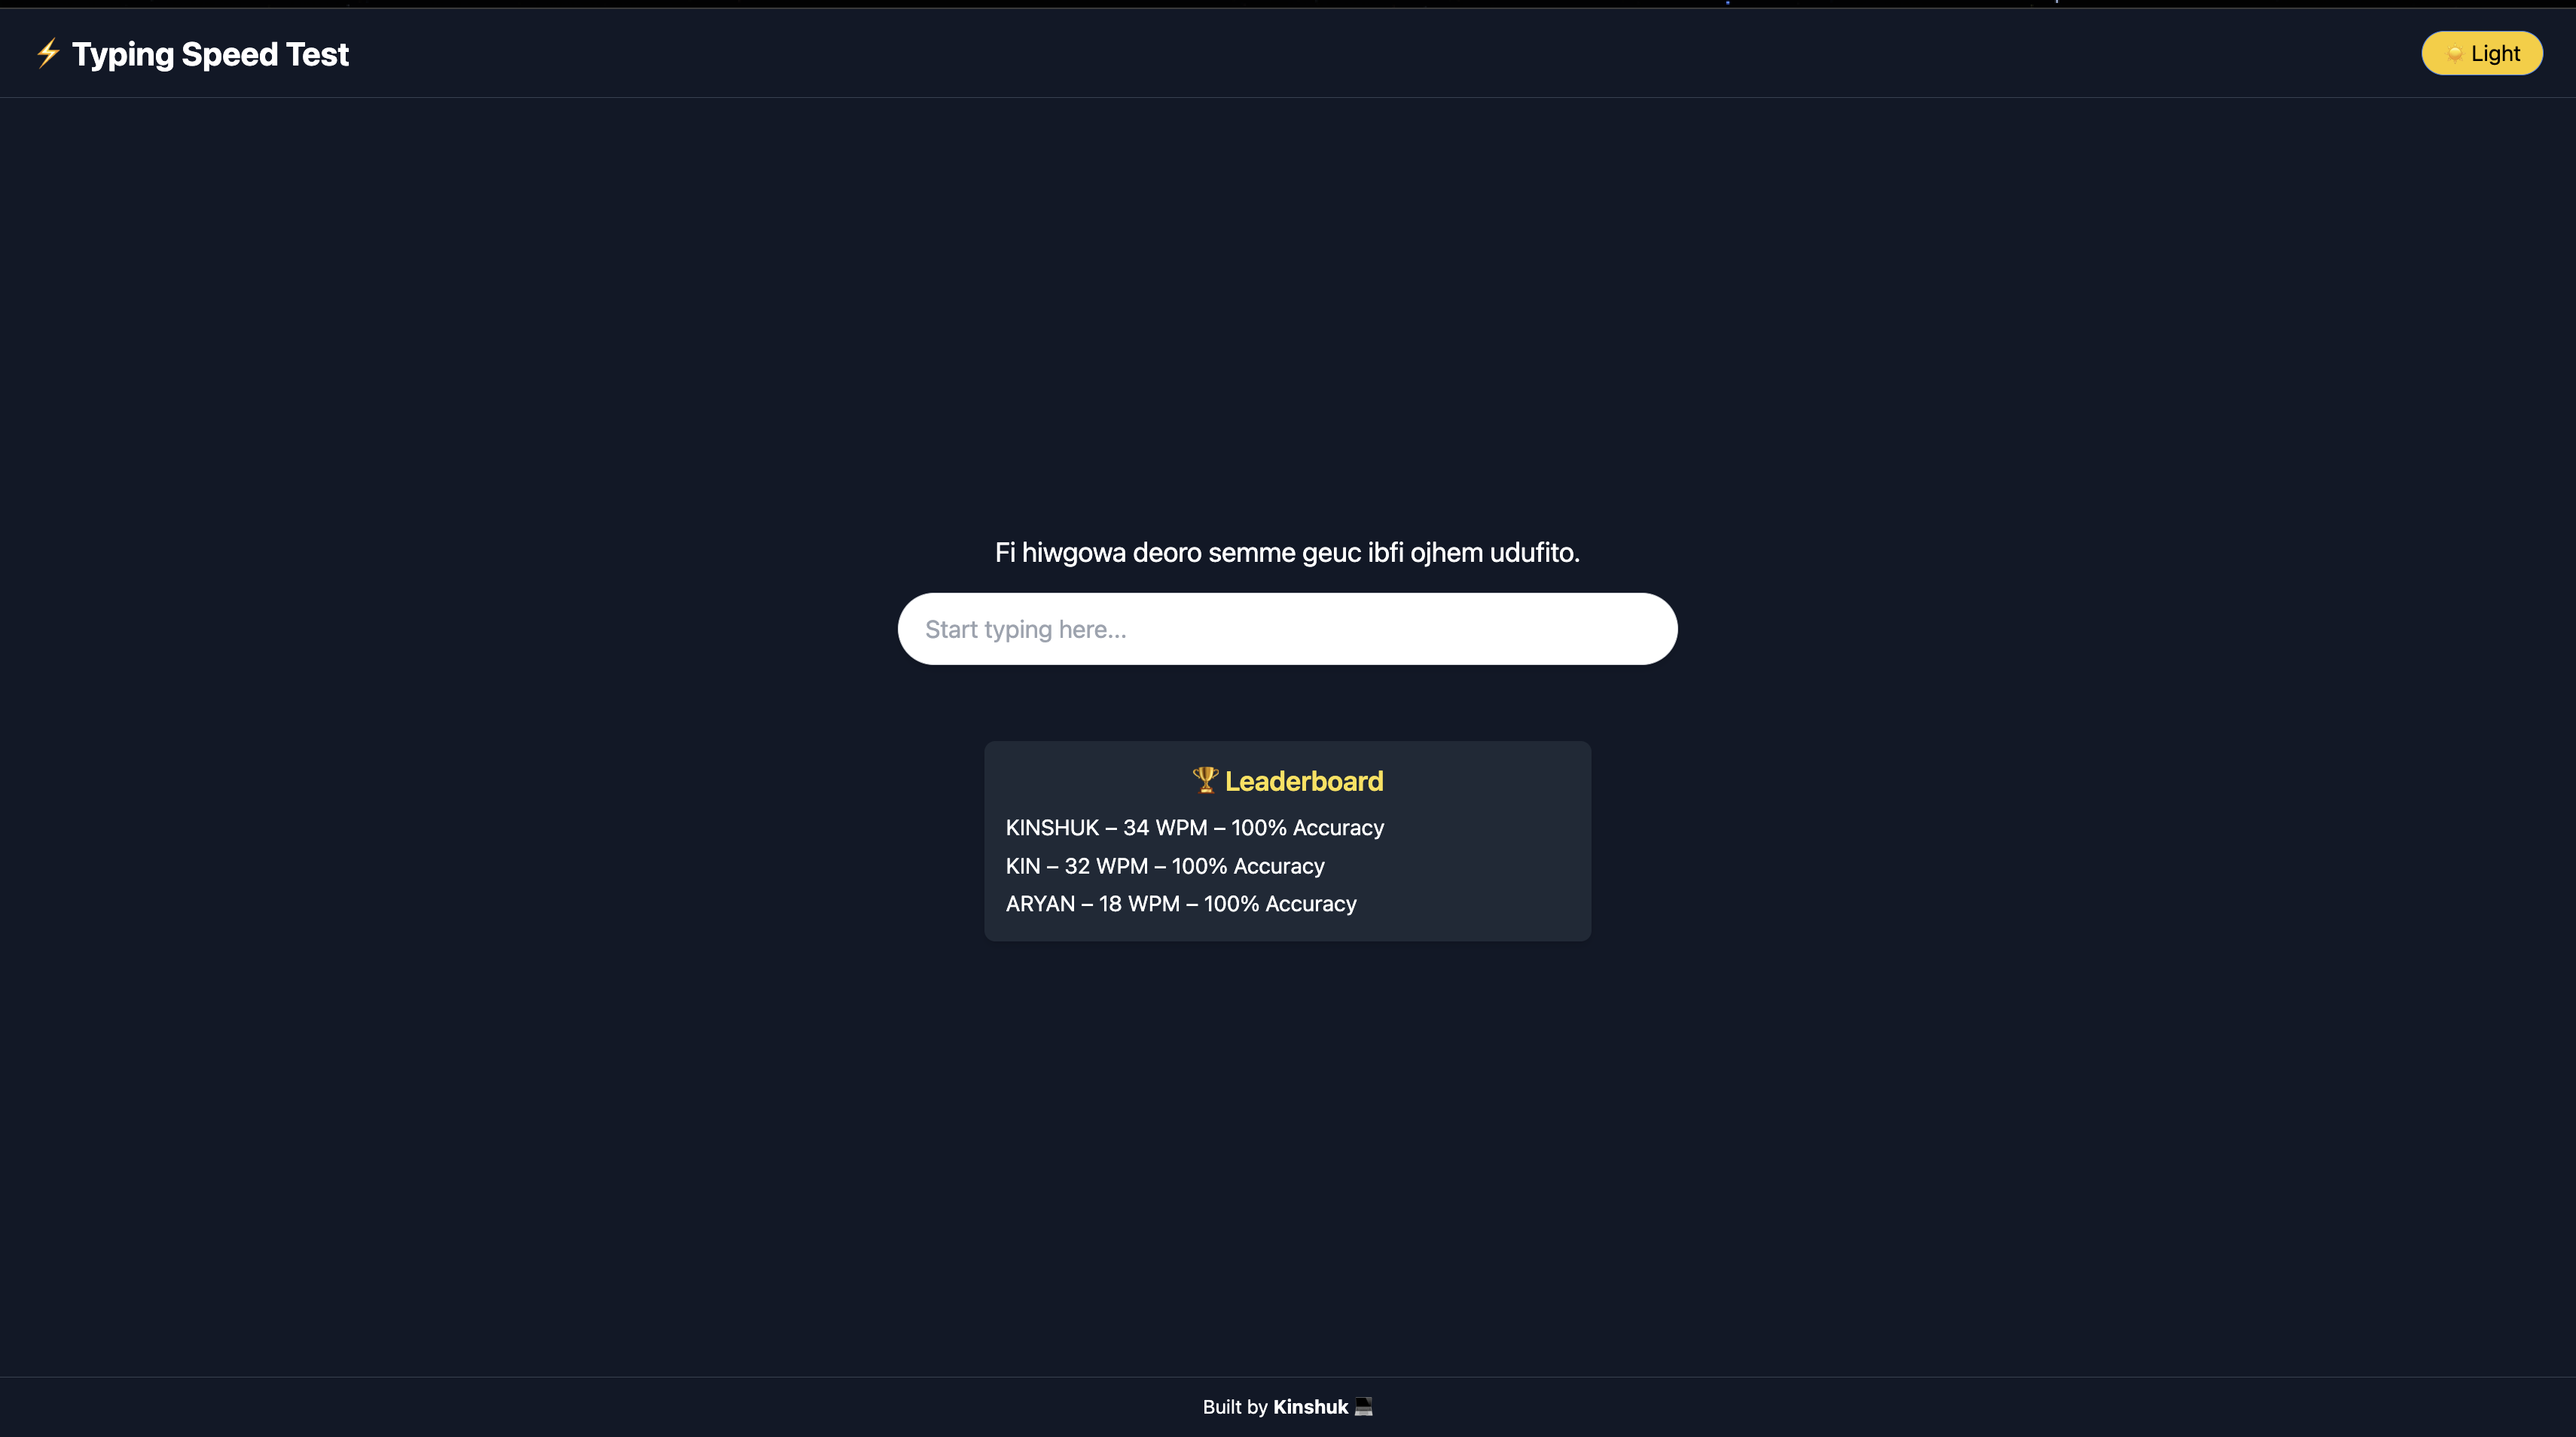 ⚡ Typing Speed Test
☀️ Light
Fi hiwgowa deoro semme geuc ibfi ojhem udufito.
Start typing here...
🏆 Leaderboard
KINSHUK – 34 WPM – 100% Accuracy
KIN – 32 WPM – 100% Accuracy
ARYAN – 18 WPM – 100% Accuracy
Built by Kinshuk 💻